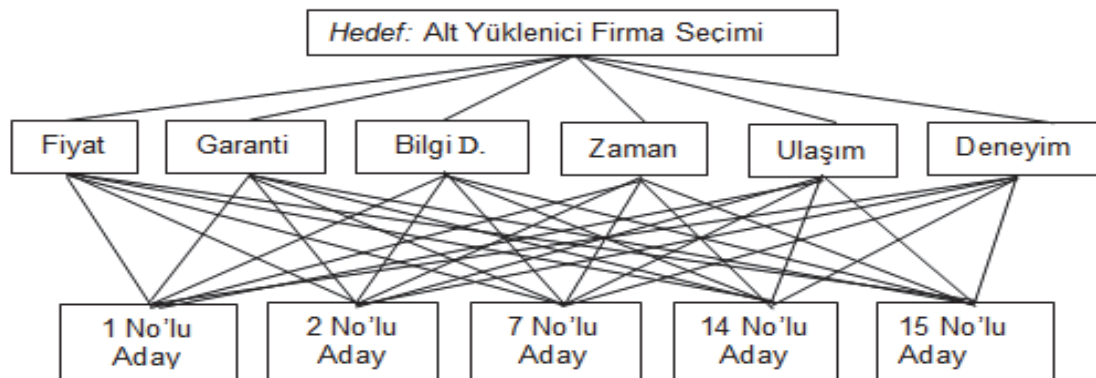 Hedef: Alt Yüklenici Firma Seçimi
Fiyat
Garanti
Bilgi D.
Zaman
Ulaşım
Deneyim
1 No'lu
Aday
2 No'lu
Aday
7 No'lu
Aday
14 No'lu
Aday
15 No'lu
Aday